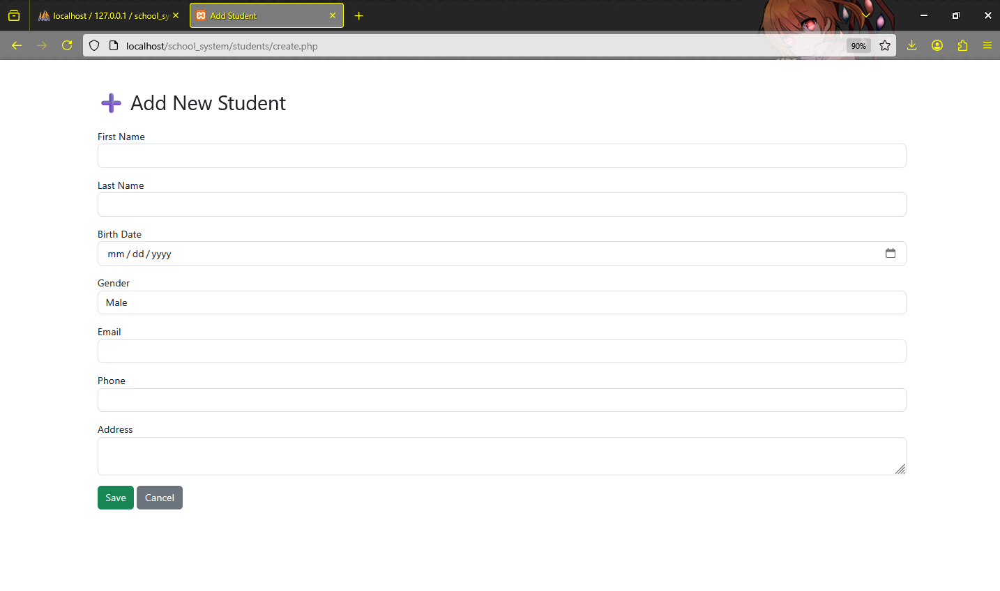 localhost / 127.0.0.1 / school_sy
Add Student
localhost/school_system/students/create.php
90%
Add New Student
First Name
Last Name
Birth Date
mm / dd / yyyy
Gender
Male
Email
Phone
Address
Save
Cancel